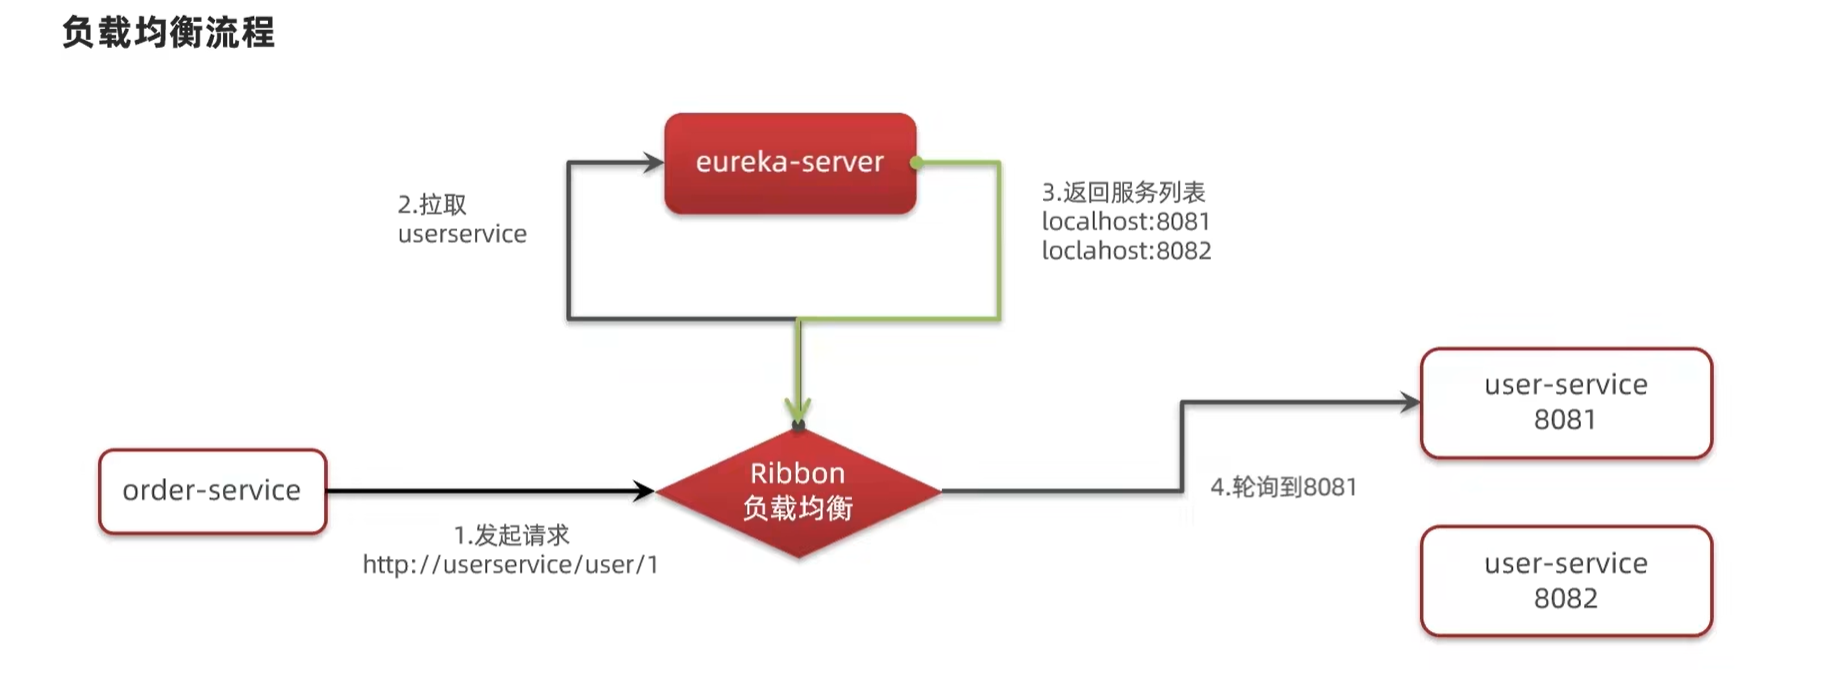 负载均衡流程
eureka-server
2.拉取
userservice
3.返回服务列表
localhost:8081
loclahost:8082
order-service
1.发起请求
http://userservice/user/1
Ribbon
负载均衡
4.轮询到8081
user-service
8081
user-service
8082